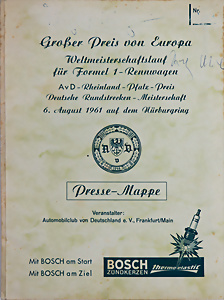 Nr.
Großer Preis von Europa
Weltmeisterschaftslauf
für Formel 1-Rennwagen
AvD-Rheinland-Pfalz-Preis
Deutsche Rundstrecken-Meisterschaft
6. August 1961 auf dem Nürburgring
A v D
Presse-Mappe
Veranstalter:
Automobilclub von Deutschland e. V., Frankfurt/Main
Mit BOSCH am Start
Mit BOSCH am Ziel
BOSCH
ZÜNDKERZEN
thermo-elastic